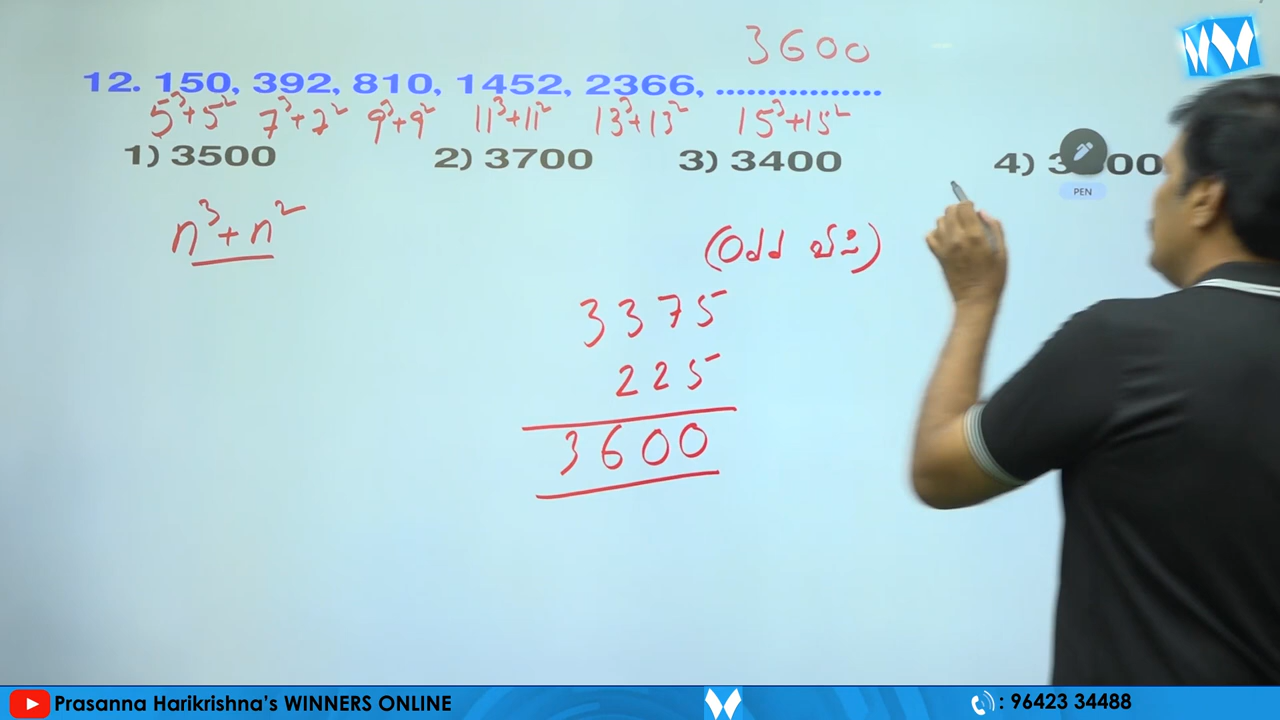 3600
12. 150, 392, 810, 1452, 2366, ................
5³+5² 7³+7² 9³+9² 11³+11² 13³+13² 15³+15²
1) 3500 2) 3700 3) 3400 4)
PEN
n³+n²
(Odd
3375
225
3600
Prasanna Harikrishna's WINNERS ONLINE
: 96423 34488